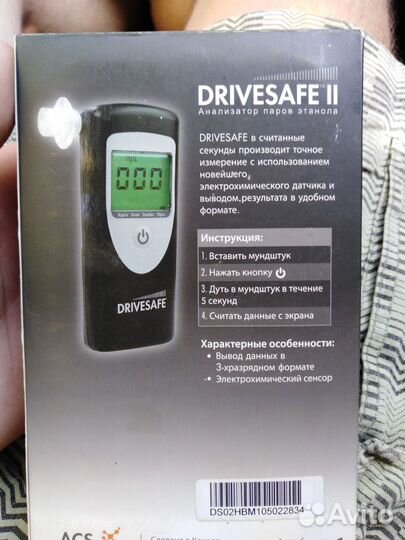 DRIVESAFE II
Анализатор паров этанола
DRIVESAFE в считанные
секунды производит точное
измерение с использованием
новейшего,
электрохимического датчика и
выводом,результата в удобном
формате.
Инструкция:
1. Вставить мундштук
2. Нажать кнопку
3. Дуть в мундштук в течение
5 секунд
4. Считать данные с экрана
Характерные особенности:
• Вывод данных в
3-хразрядном формате
• Электрохимический сенсор
000
DRIVESAFE
DS02HBM105022834
ACS
Avito